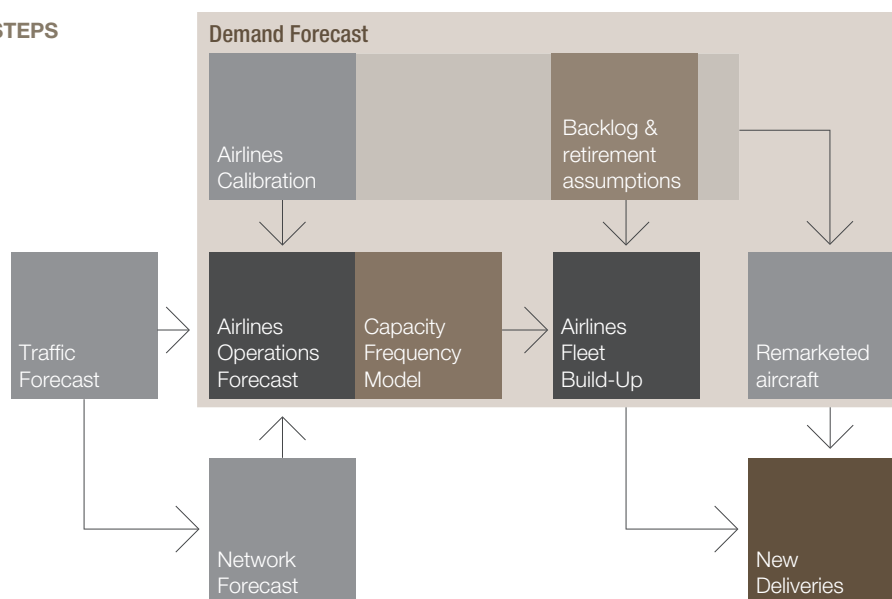 STEPS
Demand Forecast
Airlines
Calibration
Backlog &
retirement
assumptions
Traffic
Forecast
Airlines
Operations
Forecast
Capacity
Frequency
Model
Airlines
Fleet
Build-Up
Remarketed
aircraft
Network
Forecast
New
Deliveries